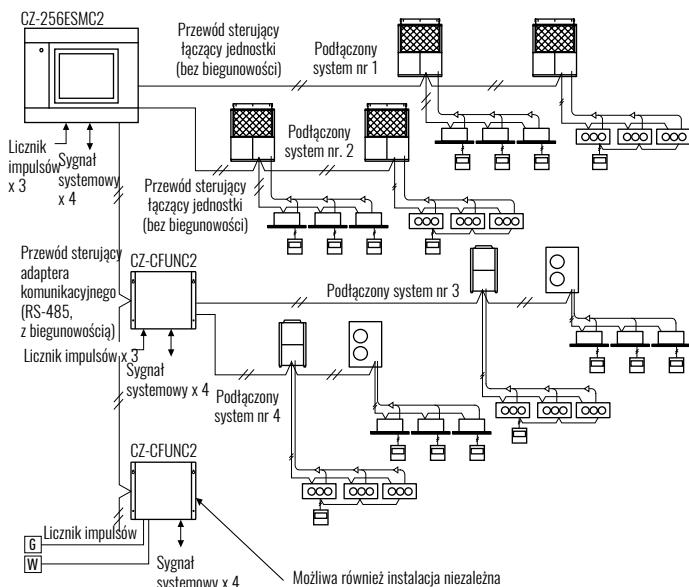 CZ-256ESMC2
Przewód sterujący
łączący jednostki
(bez biegunowości)
Podłączony
system nr 1
Licznik
impulsów
x 3
Sygnał
systemowy
x 4
Podłączony
system nr. 2
Przewód sterujący
łączący jednostki
(bez biegunowości)
Przewód sterujący
adaptera
komunikacyjnego
(RS-485,
z biegunowością)
CZ-CFUNC2
Podłączony system nr 3
Licznik impulsów x 3
Sygnał
systemowy x 4
Podłączony
system nr 4
CZ-CFUNC2
Licznik impulsów
G
W
Sygnał
systemowy x 4
Możliwa również instalacja niezależna